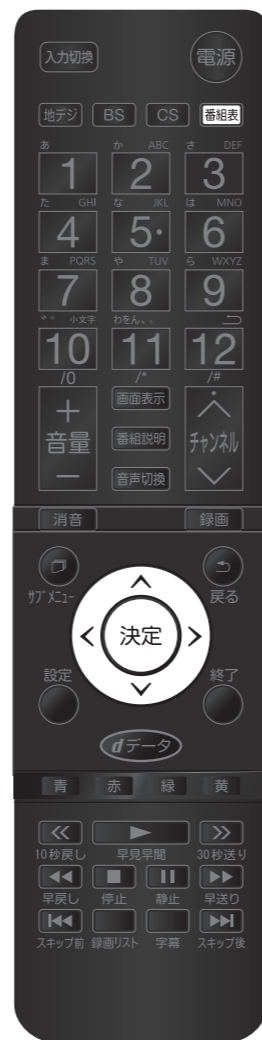 入力切換 電源
地デジ BS CS 番組表
あ か ABC さ DEF
1 2 3
た GHI な JKL は MNO
4 5・ 6
ま PQRS や TUV ら WXYZ
7 8 9
゛゜ 小文字 わをん、。
10 11 12
/0 /* /#
+ 画面表示
音量 番組説明 チャンネル
− 音声切換
消音 録画
サブメニュー 戻る
決定
設定 終了
dデータ
青 赤 緑 黄
10秒戻し 早見早聞 30秒送り
早戻し 停止 静止 早送り
スキップ前 録画リスト 字幕 スキップ後